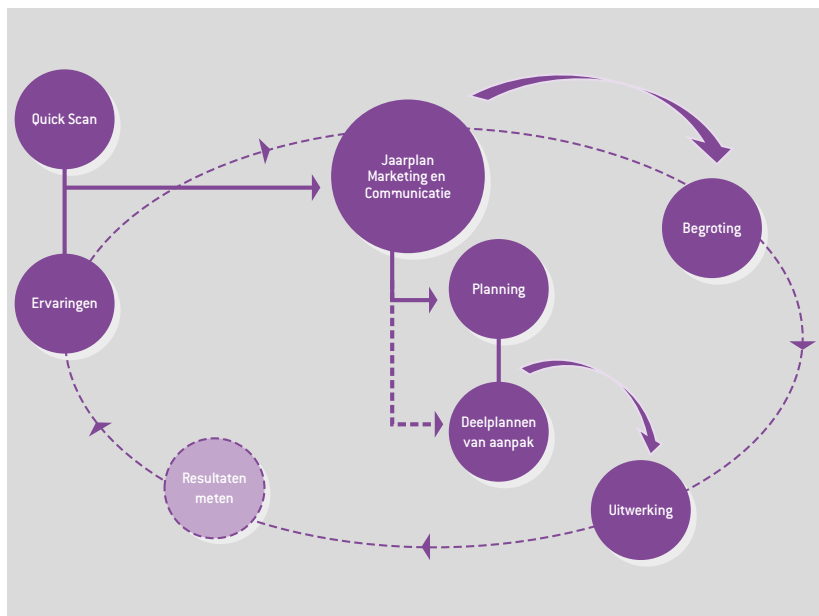 Quick Scan
Jaarplan
Marketing en
Communicatie
Begroting
Ervaringen
Planning
Deelplannen
van aanpak
Resultaten
meten
Uitwerking